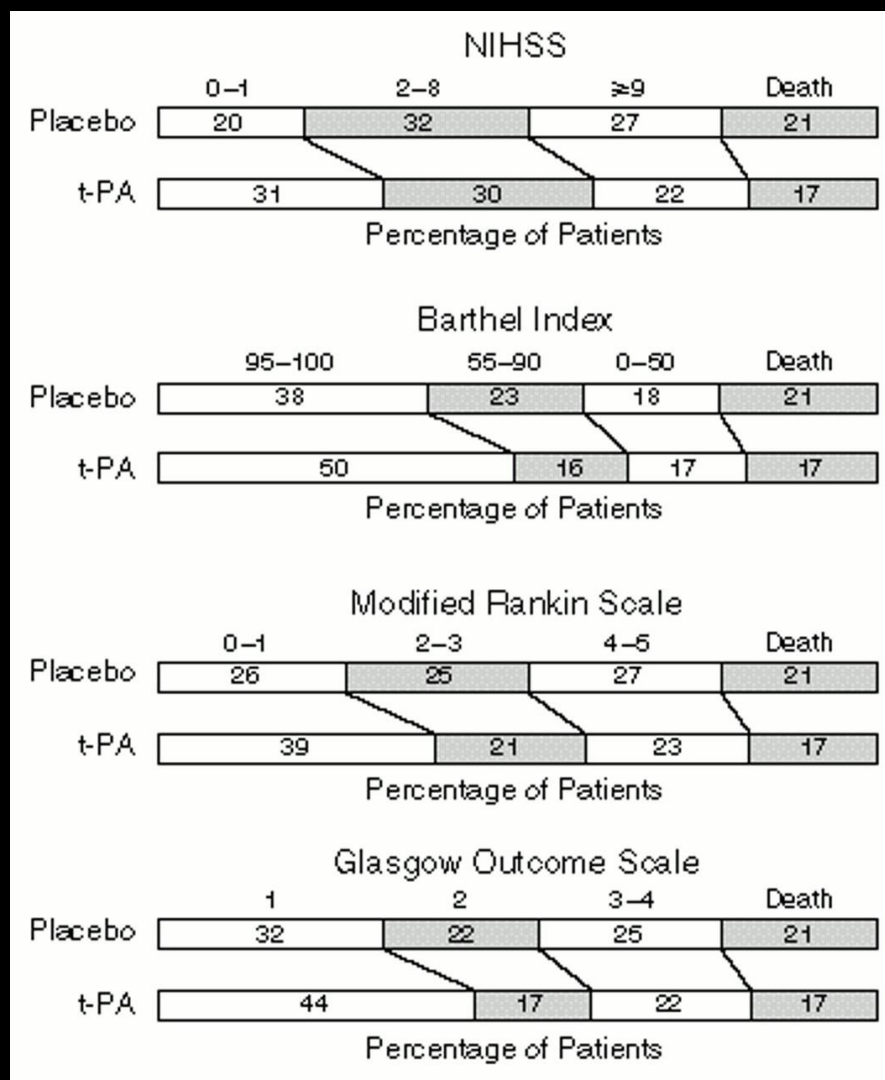 NIHSS
0–1 2–8 ≥9 Death
Placebo 20 32 27 21
t-PA 31 30 22 17
Percentage of Patients
Barthel Index
95–100 55–90 0–50 Death
Placebo 38 23 18 21
t-PA 50 16 17 17
Percentage of Patients
Modified Rankin Scale
0–1 2–3 4–5 Death
Placebo 26 25 27 21
t-PA 39 21 23 17
Percentage of Patients
Glasgow Outcome Scale
1 2 3–4 Death
Placebo 32 22 25 21
t-PA 44 17 22 17
Percentage of Patients